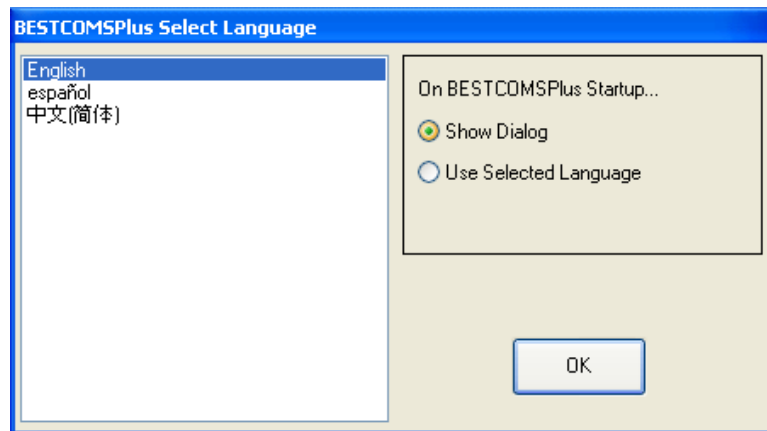 BESTCOMSPlus Select Language
English
español
中文(简体)
On BESTCOMSPlus Startup...
Show Dialog
Use Selected Language
OK